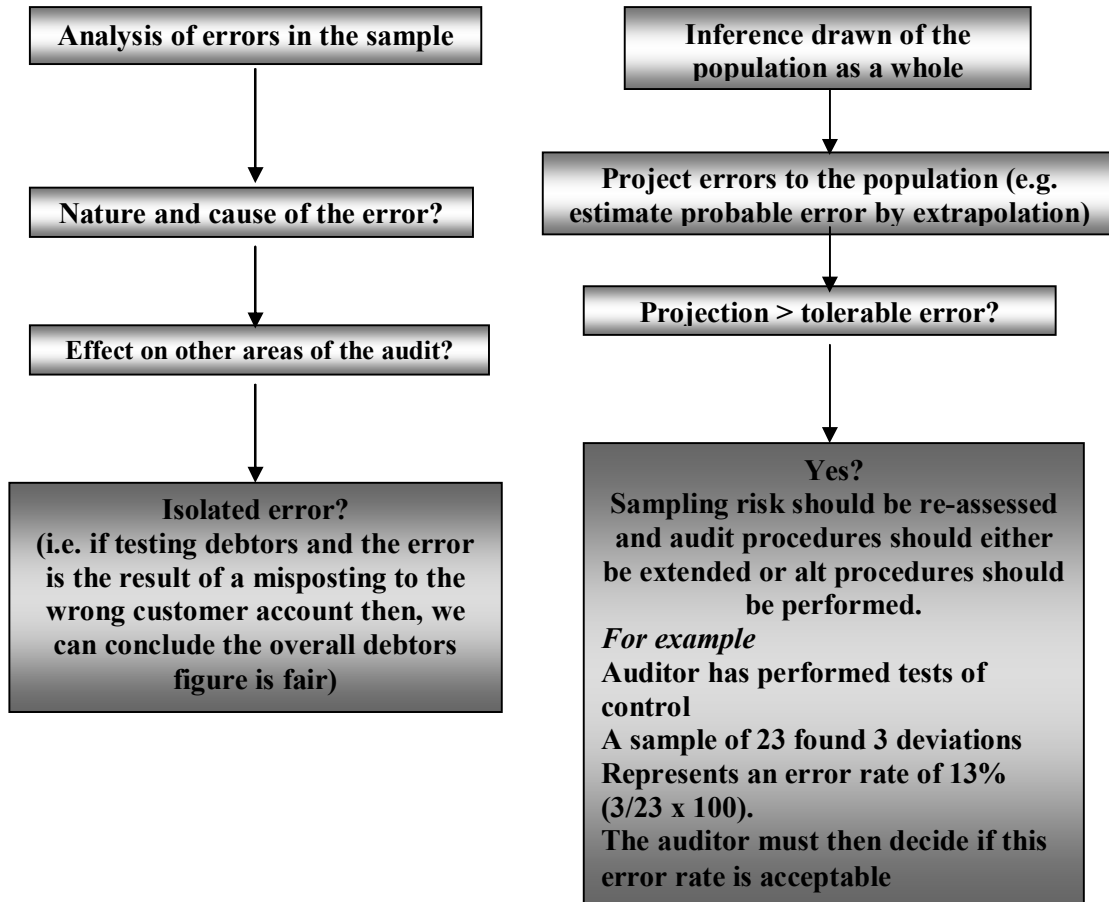 Analysis of errors in the sample
Nature and cause of the error?
Effect on other areas of the audit?
Isolated error?
(i.e. if testing debtors and the error
is the result of a misposting to the
wrong customer account then, we
can conclude the overall debtors
figure is fair)
Inference drawn of the
population as a whole
Project errors to the population (e.g.
estimate probable error by extrapolation)
Projection > tolerable error?
Yes?
Sampling risk should be re-assessed
and audit procedures should either
be extended or alt procedures should
be performed.
For example
Auditor has performed tests of
control
A sample of 23 found 3 deviations
Represents an error rate of 13%
(3/23 x 100).
The auditor must then decide if this
error rate is acceptable